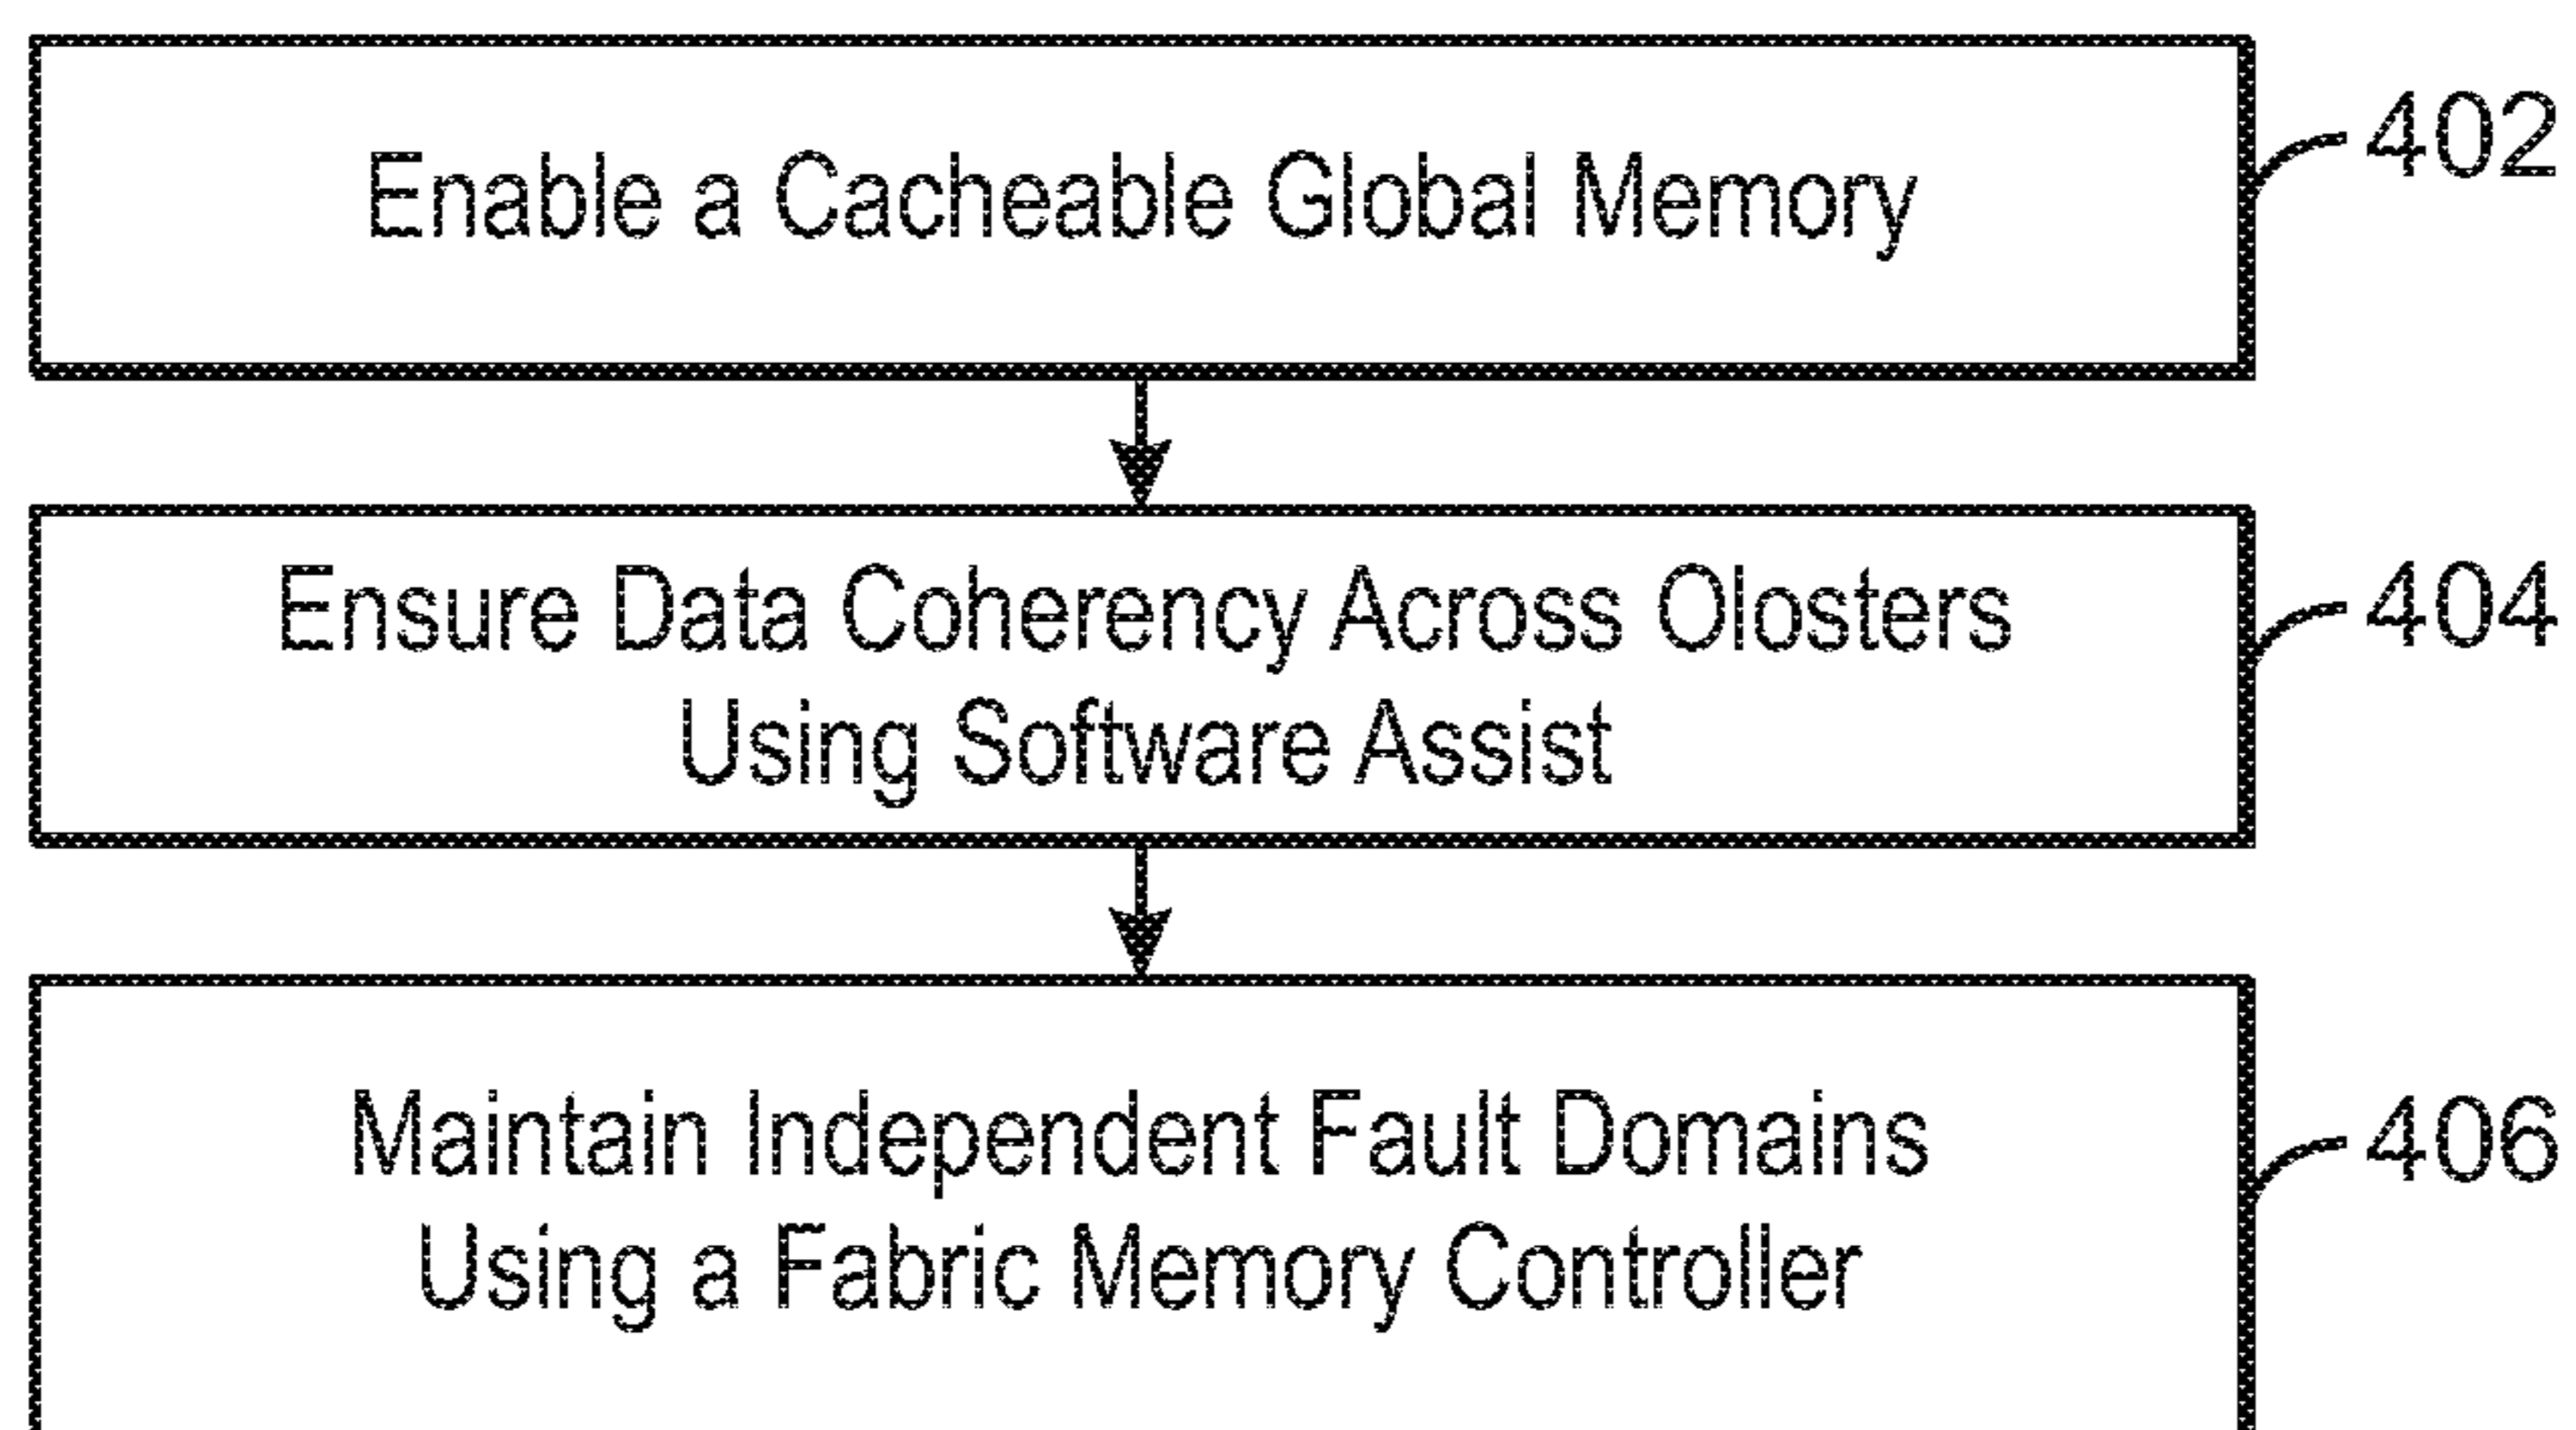 Enable a Cacheable Global Memory
402
Ensure Data Coherency Across Olosters
Using Software Assist
404
Maintain Independent Fault Domains
Using a Fabric Memory Controller
406